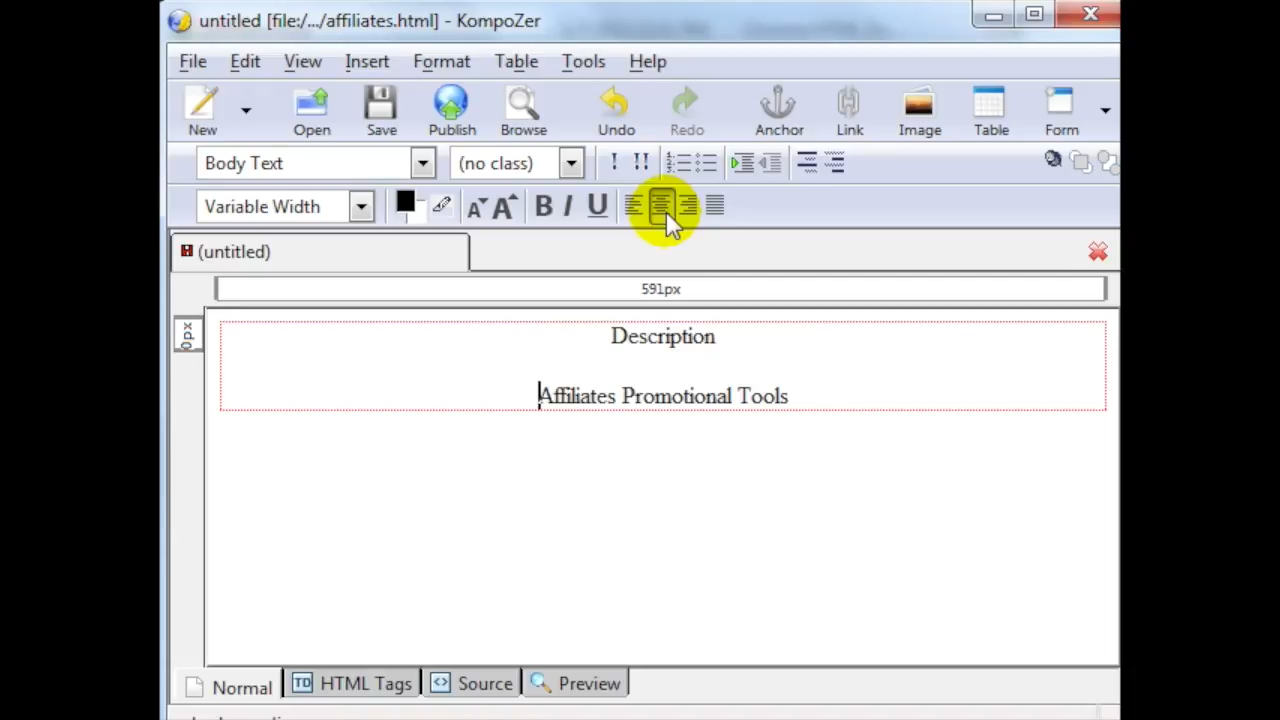 untitled [file:/.../affiliates.html] - KompoZer
File Edit View Insert Format Table Tools Help
New Open Save Publish Browse Undo Redo Anchor Link Image Table Form
Body Text (no class) ! !!
Variable Width A A B I U
(untitled)
591px
0px
Description
Affiliates Promotional Tools
Normal TD HTML Tags Source Preview